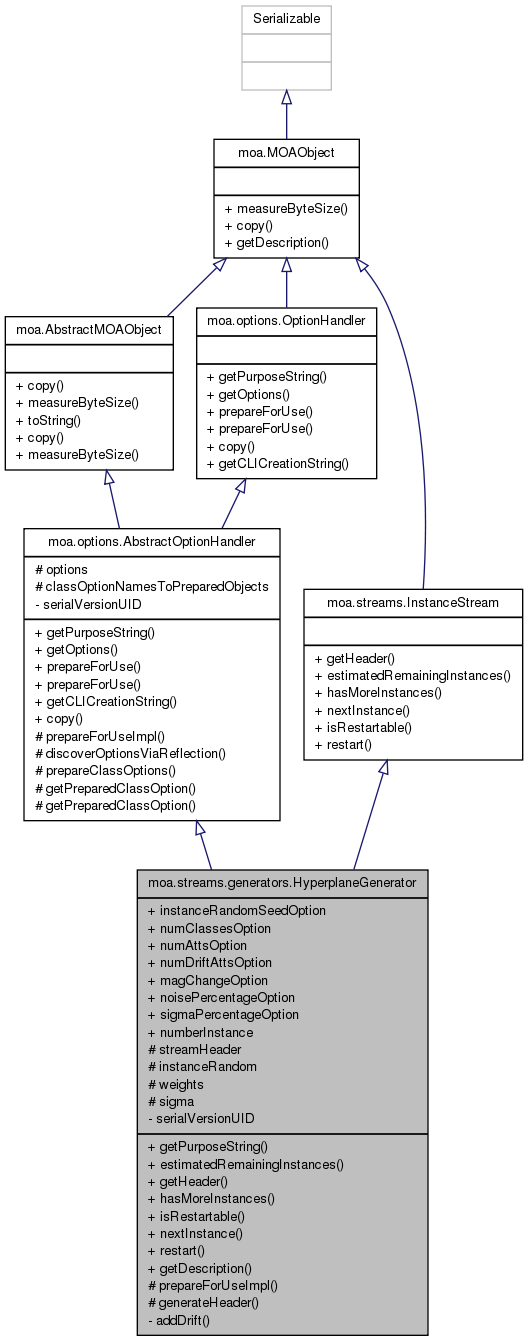 Serializable
moa.MOAObject
+ measureByteSize()
+ copy()
+ getDescription()
moa.AbstractMOAObject
+ copy()
+ measureByteSize()
+ toString()
+ copy()
+ measureByteSize()
moa.options.OptionHandler
+ getPurposeString()
+ getOptions()
+ prepareForUse()
+ prepareForUse()
+ copy()
+ getCLICreationString()
moa.options.AbstractOptionHandler
# options
# classOptionNamesToPreparedObjects
- serialVersionUID
+ getPurposeString()
+ getOptions()
+ prepareForUse()
+ prepareForUse()
+ getCLICreationString()
+ copy()
# prepareForUseImpl()
# discoverOptionsViaReflection()
# prepareClassOptions()
# getPreparedClassOption()
# getPreparedClassOption()
moa.streams.InstanceStream
+ getHeader()
+ estimatedRemainingInstances()
+ hasMoreInstances()
+ nextInstance()
+ isRestartable()
+ restart()
moa.streams.generators.HyperplaneGenerator
+ instanceRandomSeedOption
+ numClassesOption
+ numAttsOption
+ numDriftAttsOption
+ magChangeOption
+ noisePercentageOption
+ sigmaPercentageOption
+ numberInstance
# streamHeader
# instanceRandom
# weights
# sigma
- serialVersionUID
+ getPurposeString()
+ estimatedRemainingInstances()
+ getHeader()
+ hasMoreInstances()
+ isRestartable()
+ nextInstance()
+ restart()
+ getDescription()
# prepareForUseImpl()
# generateHeader()
- addDrift()